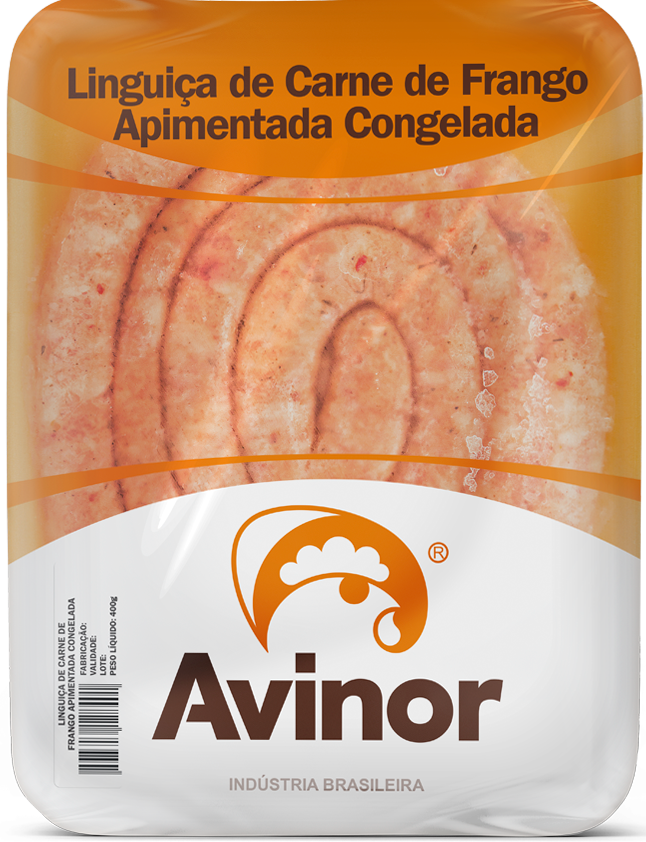 Linguiça de Carne de Frango
Apimentada Congelada
®
Avinor
INDÚSTRIA BRASILEIRA
LINGUIÇA DE CARNE DE
FRANGO APIMENTADA CONGELADA
FABRICAÇÃO:
VALIDADE:
LOTE:
PESO LÍQUIDO: 400g